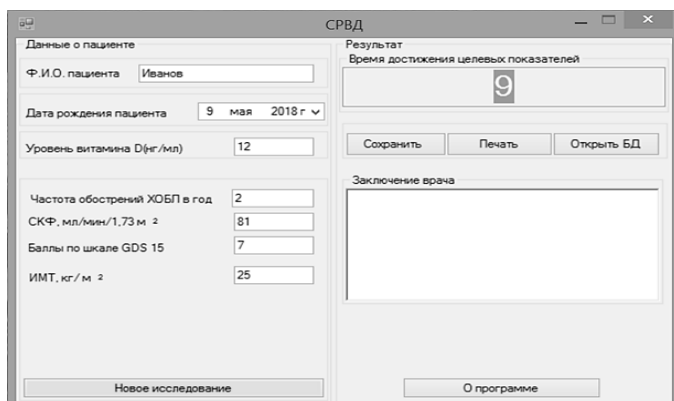 СРВД
Данные о пациенте
Ф.И.О. пациента Иванов
Дата рождения пациента 9 мая 2018 г
Уровень витамина D(нг/мл) 12
Частота обострений ХОБЛ в год 2
СКФ, мл/мин/1,73 м 2 81
Баллы по шкале GDS 15 7
ИМТ, кг/ м 2 25
Новое исследование
Результат
Время достижения целевых показателей
9
Сохранить Печать Открыть БД
Заключение врача
О программе